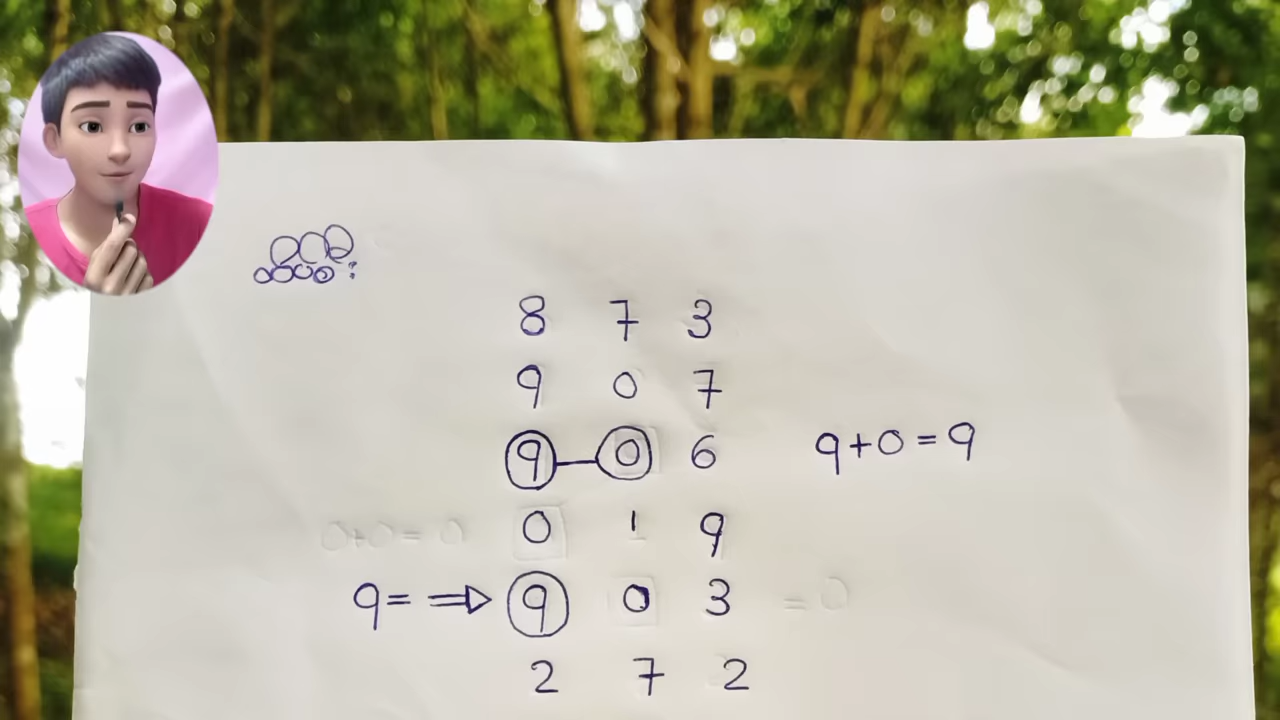 8 7 3
9 0 7
9 0 6 9+0=9
0 1 9
9= ⇒ 9 0 3
2 7 2